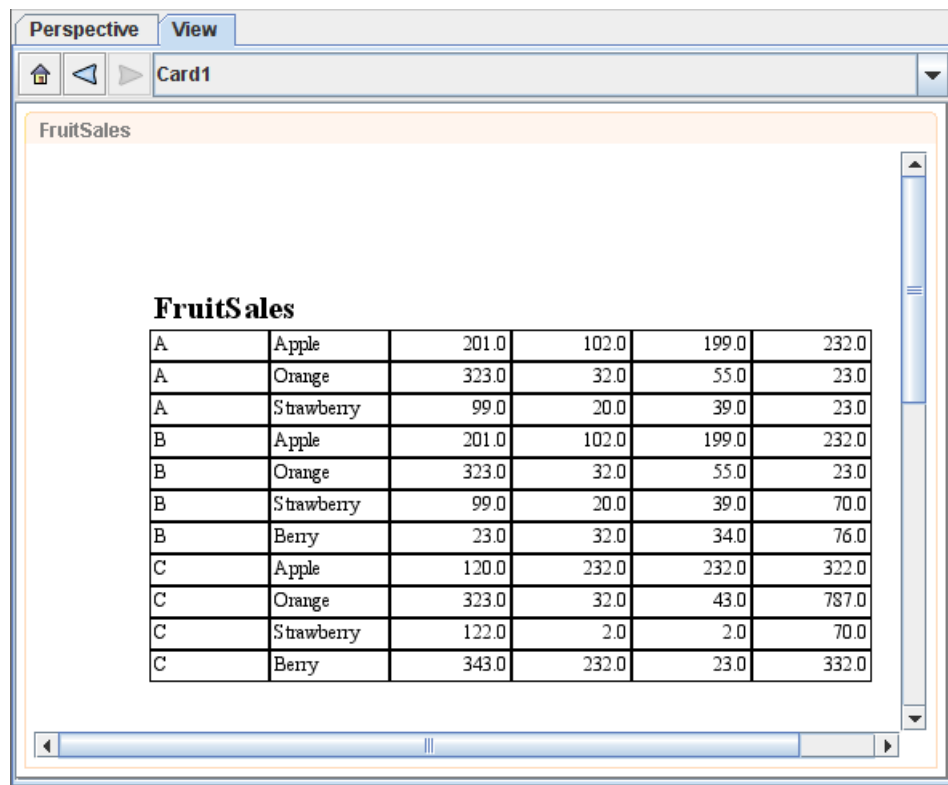 Perspective View
Card1
FruitSales
FruitSales
A Apple 201.0 102.0 199.0 232.0
A Orange 323.0 32.0 55.0 23.0
A Strawberry 99.0 20.0 39.0 23.0
B Apple 201.0 102.0 199.0 232.0
B Orange 323.0 32.0 55.0 23.0
B Strawberry 99.0 20.0 39.0 70.0
B Berry 23.0 32.0 34.0 76.0
C Apple 120.0 232.0 232.0 322.0
C Orange 323.0 32.0 43.0 787.0
C Strawberry 122.0 2.0 2.0 70.0
C Berry 343.0 232.0 23.0 332.0